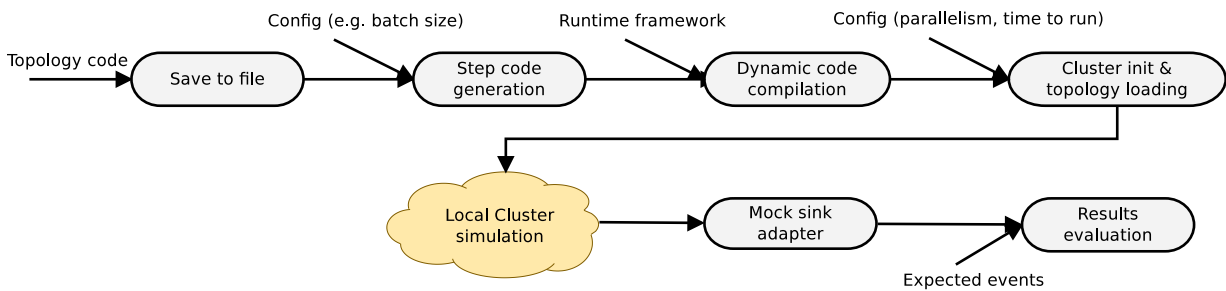 Config (e.g. batch size)
Runtime framework
Config (parallelism, time to run)
Topology code
Save to file
Step code
generation
Dynamic code
compilation
Cluster init &
topology loading
Local Cluster
simulation
Mock sink
adapter
Results
evaluation
Expected events